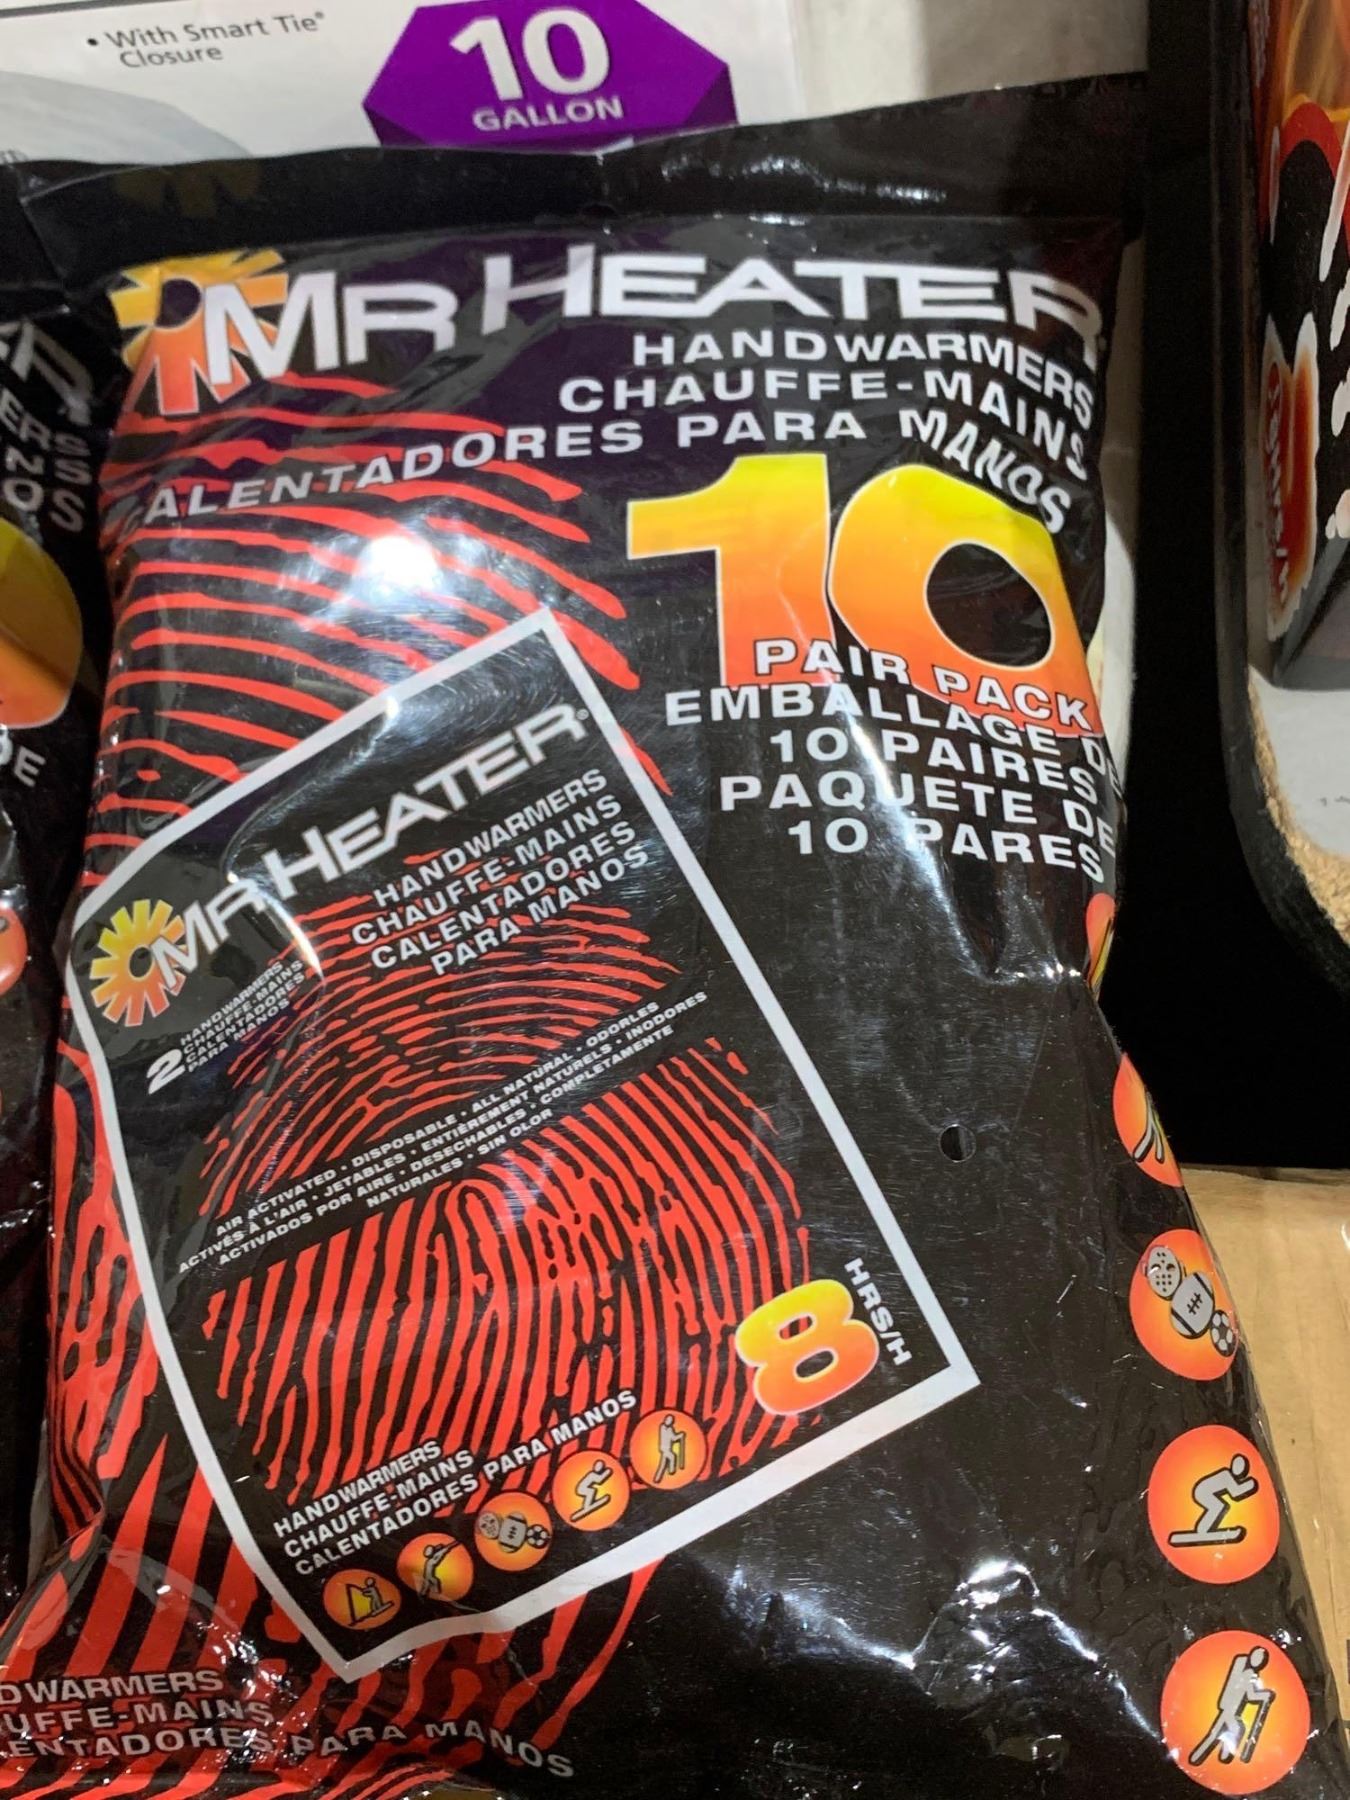 • With Smart Tie®
Closure
10
GALLON
MR HEATER
HANDWARMERS
CHAUFFE-MAINS
CALENTADORES PARA MANOS
10
PAIR PACK
EMBALLAGE DE
10 PAIRES
PAQUETE DE
10 PARES
MR HEATER®
HANDWARMERS
CHAUFFE-MAINS
CALENTADORES
PARA MANOS
2
HANDWARMERS
CHAUFFE-MAINS
CALENTADORES
PARA MANOS
AIR ACTIVATED • DISPOSABLE • ALL NATURAL • ODORLES
ACTIVÉS À L'AIR • JETABLES • ENTIÈREMENT NATURELS • INODORES
ACTIVADOS POR AIRE • DESECHABLES • COMPLETAMENTE
NATURALES • SIN OLOR
8
HRS/H
HANDWARMERS
CHAUFFE-MAINS
CALENTADORES PARA MANOS
DWARMERS
UFFE-MAINS
ENTADORES PARA MANOS